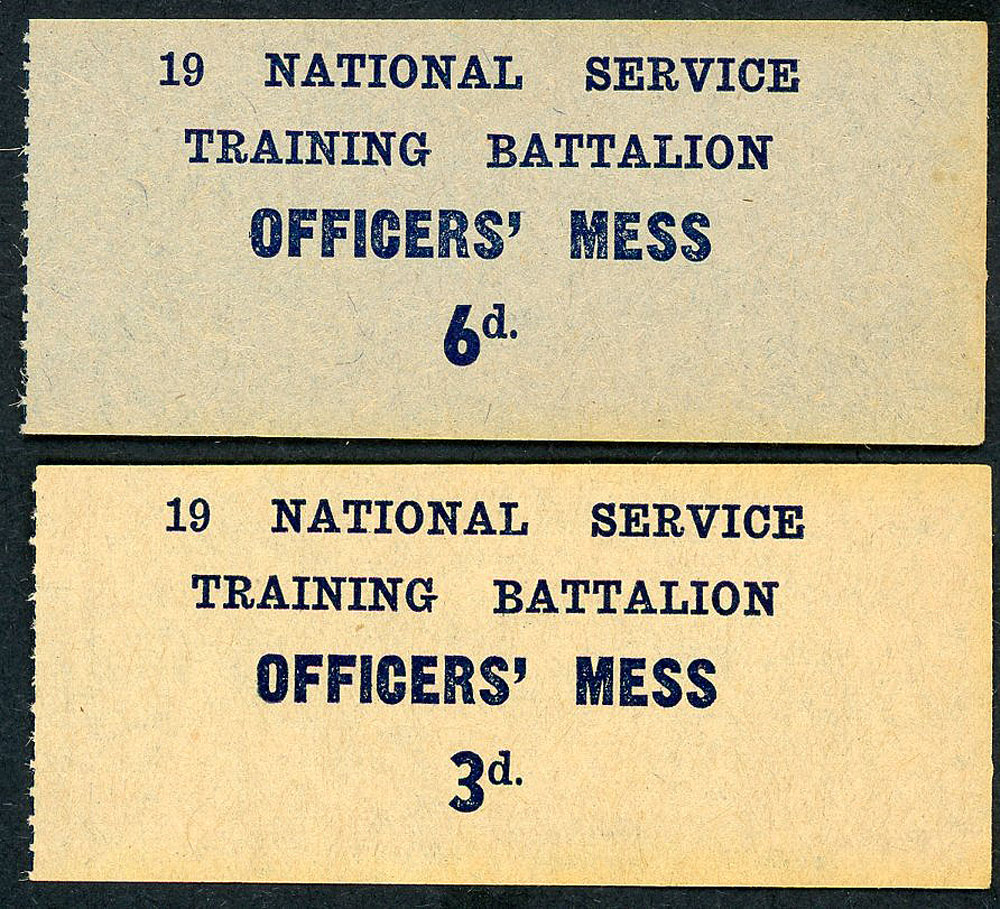 19 NATIONAL SERVICE
TRAINING BATTALION
OFFICERS' MESS
6d.
19 NATIONAL SERVICE
TRAINING BATTALION
OFFICERS' MESS
3d.